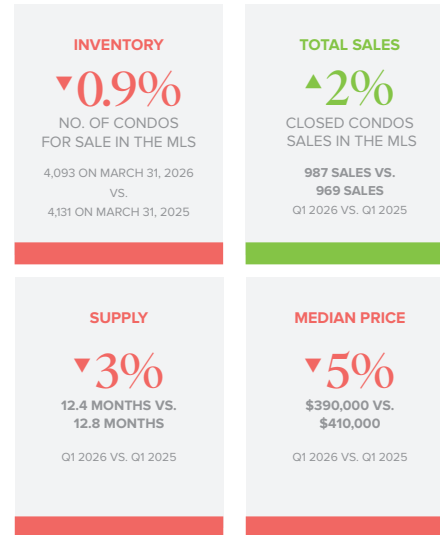 INVENTORY
▼0.9%
NO. OF CONDOS
FOR SALE IN THE MLS
4,093 ON MARCH 31, 2026
VS.
4,131 ON MARCH 31, 2025
TOTAL SALES
▲2%
CLOSED CONDOS
SALES IN THE MLS
987 SALES VS.
969 SALES
Q1 2026 VS. Q1 2025
SUPPLY
▼3%
12.4 MONTHS VS.
12.8 MONTHS
Q1 2026 VS. Q1 2025
MEDIAN PRICE
▼5%
$390,000 VS.
$410,000
Q1 2026 VS. Q1 2025